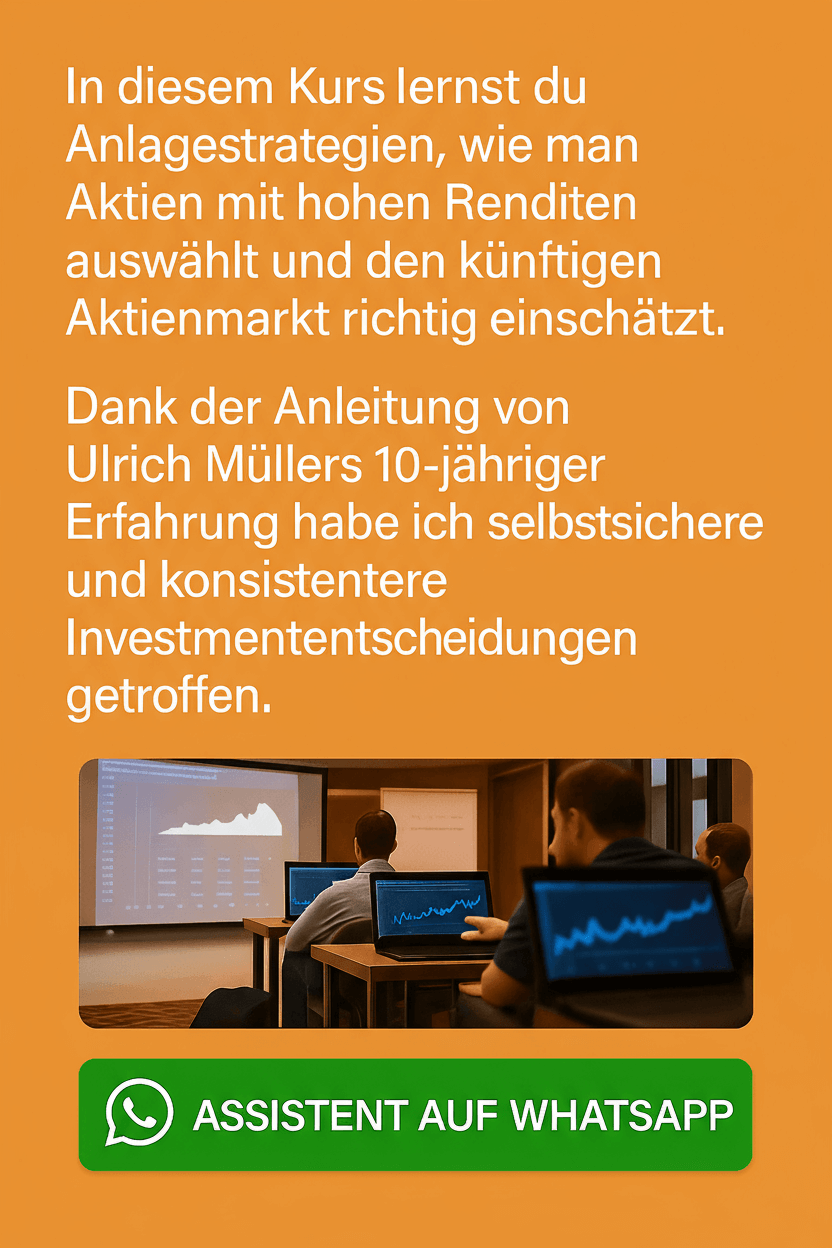 In diesem Kurs lernst du
Anlagestrategien, wie man
Aktien mit hohen Renditen
auswählt und den künftigen
Aktienmarkt richtig einschätzt.
Dank der Anleitung von
Ulrich Müllers 10-jähriger
Erfahrung habe ich selbstsichere
und konsistentere
Investmententscheidungen
getroffen.
ASSISTENT AUF WHATSAPP